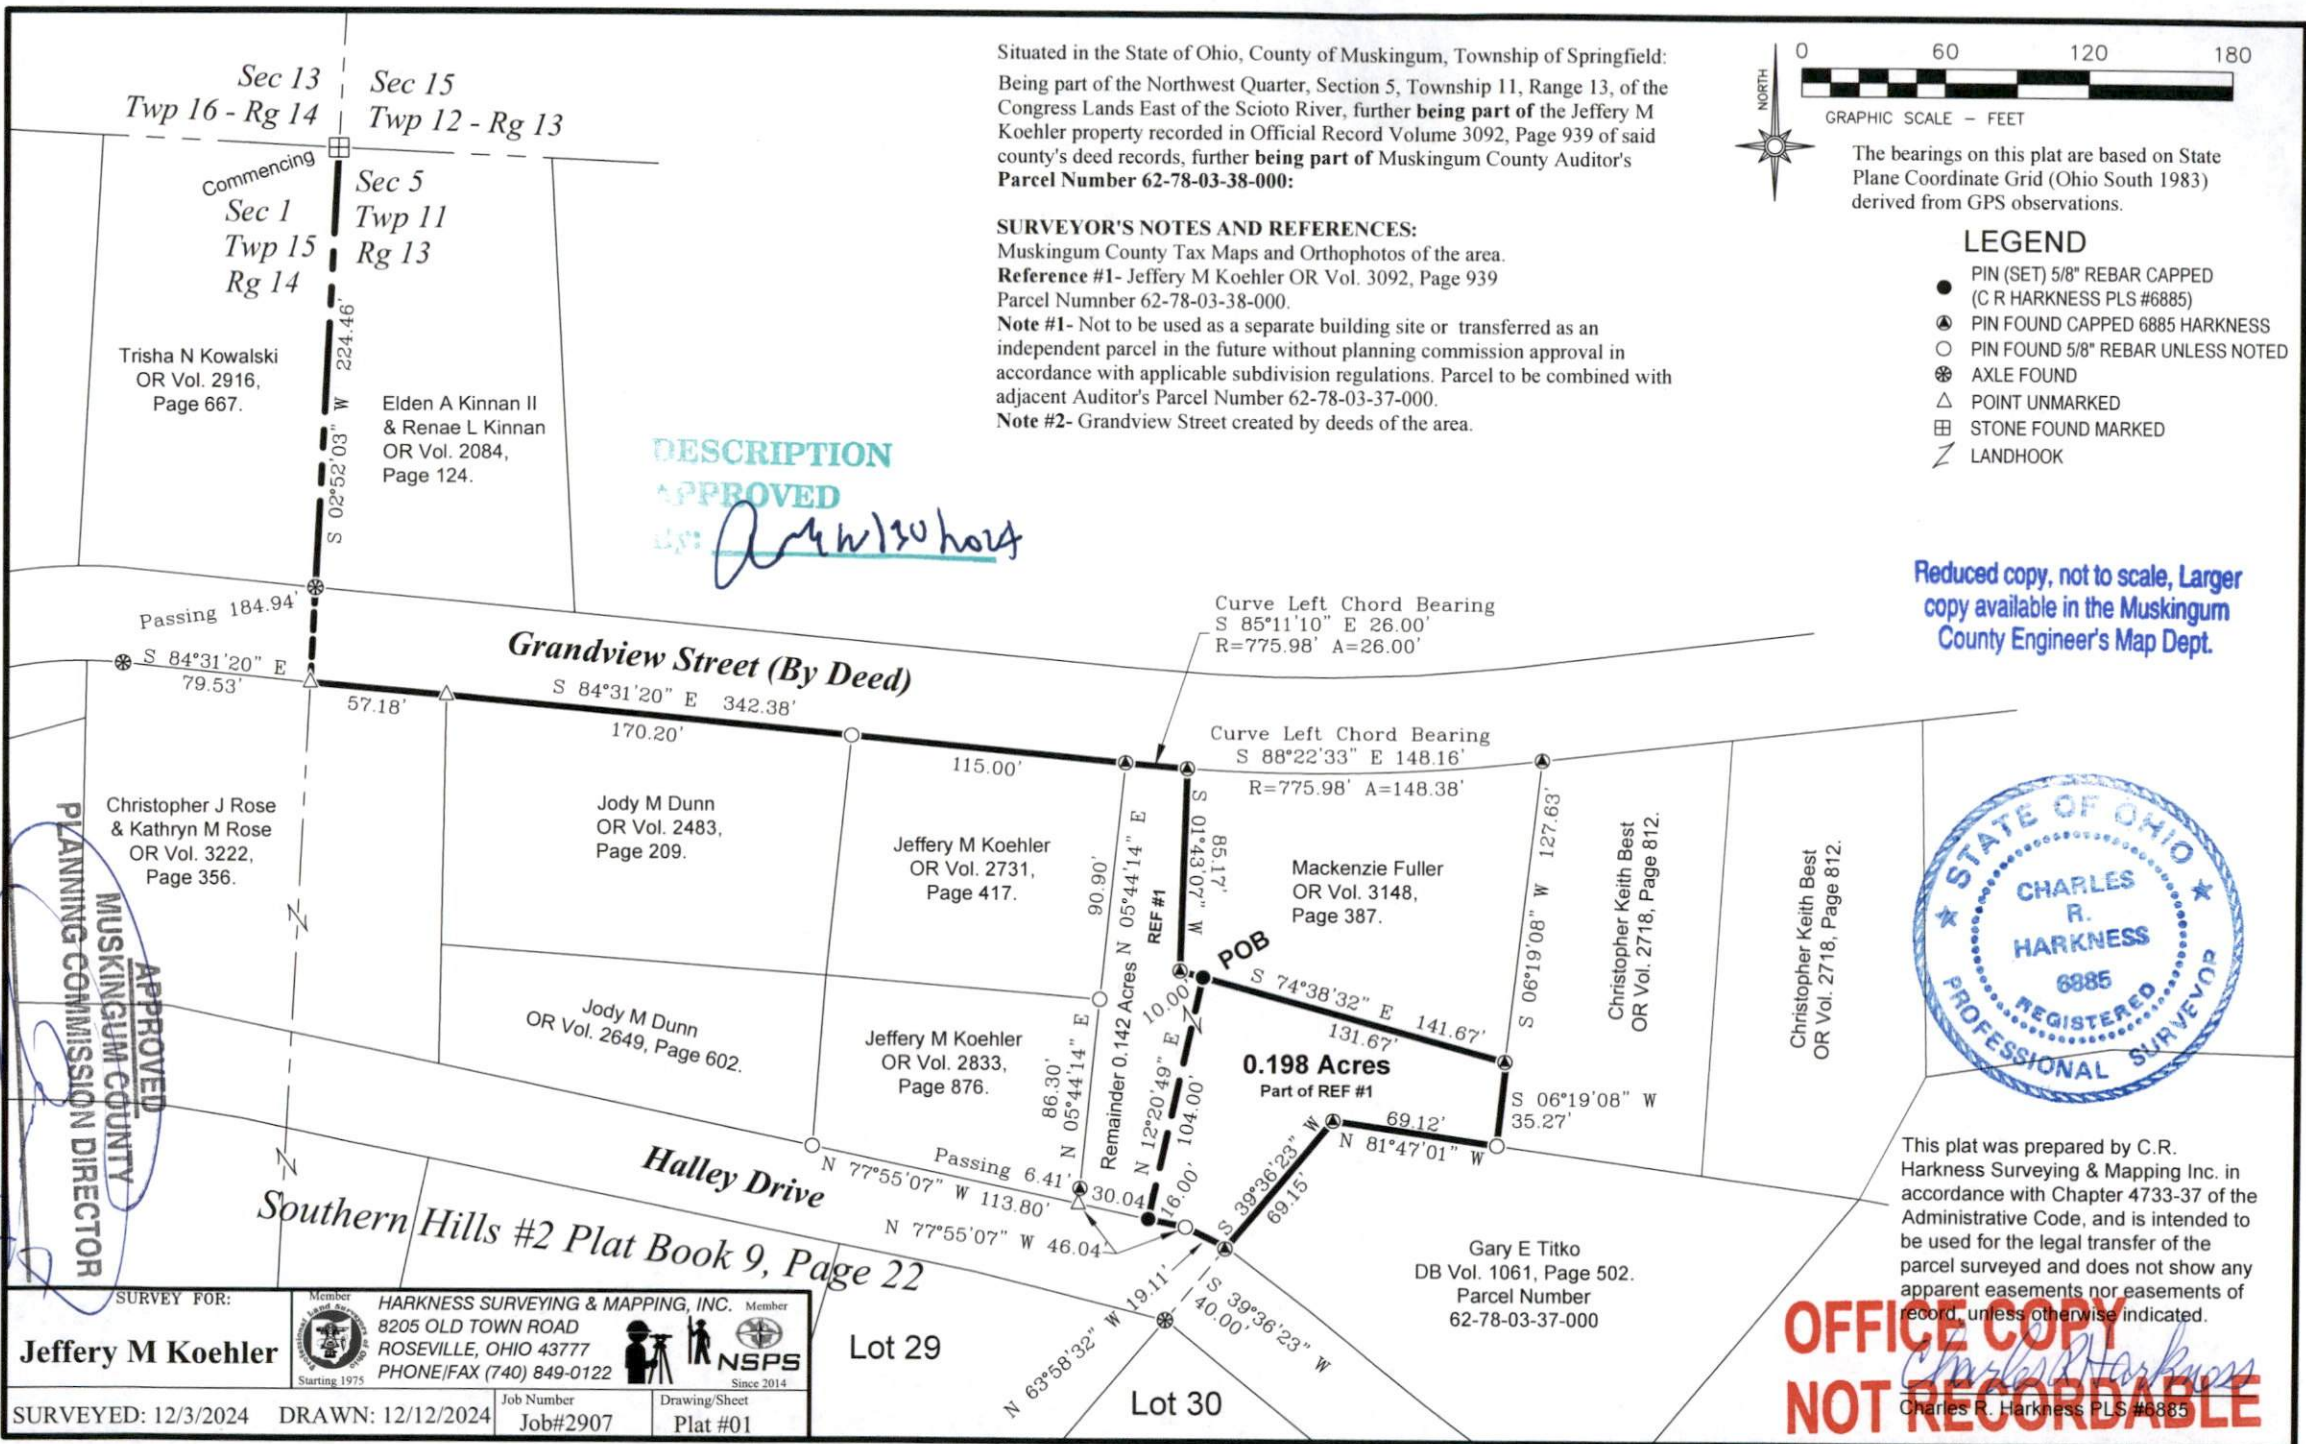 Sec 13
Twp 16 - Rg 14
Sec 15
Twp 12 - Rg 13
Commencing
Sec 1
Twp 15
Rg 14
Sec 5
Twp 11
Rg 13
S 02°52'03" W 224.46'
Trisha N Kowalski
OR Vol. 2916,
Page 667.
Elden A Kinnan II
& Renae L Kinnan
OR Vol. 2084,
Page 124.
Situated in the State of Ohio, County of Muskingum, Township of Springfield:
Being part of the Northwest Quarter, Section 5, Township 11, Range 13, of the
Congress Lands East of the Scioto River, further being part of the Jeffery M
Koehler property recorded in Official Record Volume 3092, Page 939 of said
county's deed records, further being part of Muskingum County Auditor's
Parcel Number 62-78-03-38-000:
SURVEYOR'S NOTES AND REFERENCES:
Muskingum County Tax Maps and Orthophotos of the area.
Reference #1- Jeffery M Koehler OR Vol. 3092, Page 939
Parcel Numnber 62-78-03-38-000.
Note #1- Not to be used as a separate building site or transferred as an
independent parcel in the future without planning commission approval in
accordance with applicable subdivision regulations. Parcel to be combined with
adjacent Auditor's Parcel Number 62-78-03-37-000.
Note #2- Grandview Street created by deeds of the area.
NORTH
0 60 120 180
GRAPHIC SCALE - FEET
The bearings on this plat are based on State
Plane Coordinate Grid (Ohio South 1983)
derived from GPS observations.
LEGEND
PIN (SET) 5/8" REBAR CAPPED
(C R HARKNESS PLS #6885)
PIN FOUND CAPPED 6885 HARKNESS
PIN FOUND 5/8" REBAR UNLESS NOTED
AXLE FOUND
POINT UNMARKED
STONE FOUND MARKED
LANDHOOK
DESCRIPTION
APPROVED
By:
Reduced copy, not to scale, Larger
copy available in the Muskingum
County Engineer's Map Dept.
Passing 184.94'
S 84°31'20" E
79.53'
57.18'
Grandview Street (By Deed)
S 84°31'20" E 342.38'
170.20'
115.00'
Curve Left Chord Bearing
S 85°11'10" E 26.00'
R=775.98' A=26.00'
Curve Left Chord Bearing
S 88°22'33" E 148.16'
R=775.98' A=148.38'
Christopher J Rose
& Kathryn M Rose
OR Vol. 3222,
Page 356.
Jody M Dunn
OR Vol. 2483,
Page 209.
Jeffery M Koehler
OR Vol. 2731,
Page 417.
90.90'
N 05°44'14" E
REF #1
S 01°43'07" W
85.17'
Mackenzie Fuller
OR Vol. 3148,
Page 387.
S 06°19'08" W 127.63'
Christopher Keith Best
OR Vol. 2718, Page 812.
Christopher Keith Best
OR Vol. 2718, Page 812.
STATE OF OHIO
CHARLES
R.
HARKNESS
6885
REGISTERED
PROFESSIONAL SURVEYOR
POB
10.00'
S 74°38'32" E 141.67'
131.67'
Jody M Dunn
OR Vol. 2649, Page 602.
Jeffery M Koehler
OR Vol. 2833,
Page 876.
86.30'
N 05°44'14" E
Remainder 0.142 Acres
N 12°20'49" E
104.00'
0.198 Acres
Part of REF #1
S 06°19'08" W
35.27'
69.12'
N 81°47'01" W
S 39°36'23" W
69.15'
APPROVED
MUSKINGUM COUNTY
PLANNING COMMISSION DIRECTOR
Halley Drive
N 77°55'07" W 113.80'
Passing 6.41'
30.04'
16.00'
N 77°55'07" W 46.04'
Southern Hills #2 Plat Book 9, Page 22
N 63°58'32" W 19.11'
S 39°36'23" W
40.00'
Gary E Titko
DB Vol. 1061, Page 502.
Parcel Number
62-78-03-37-000
Lot 29
Lot 30
This plat was prepared by C.R.
Harkness Surveying & Mapping Inc. in
accordance with Chapter 4733-37 of the
Administrative Code, and is intended to
be used for the legal transfer of the
parcel surveyed and does not show any
apparent easements nor easements of
record, unless otherwise indicated.
Charles R Harkness
Charles R. Harkness PLS #6885
OFFICE COPY
NOT RECORDABLE
SURVEY FOR:
Jeffery M Koehler
Member
Professional Land Surveyors of Ohio
Starting 1975
HARKNESS SURVEYING & MAPPING, INC.
8205 OLD TOWN ROAD
ROSEVILLE, OHIO 43777
PHONE/FAX (740) 849-0122
Member
NSPS
Since 2014
SURVEYED: 12/3/2024 DRAWN: 12/12/2024
Job Number
Job#2907
Drawing/Sheet
Plat #01